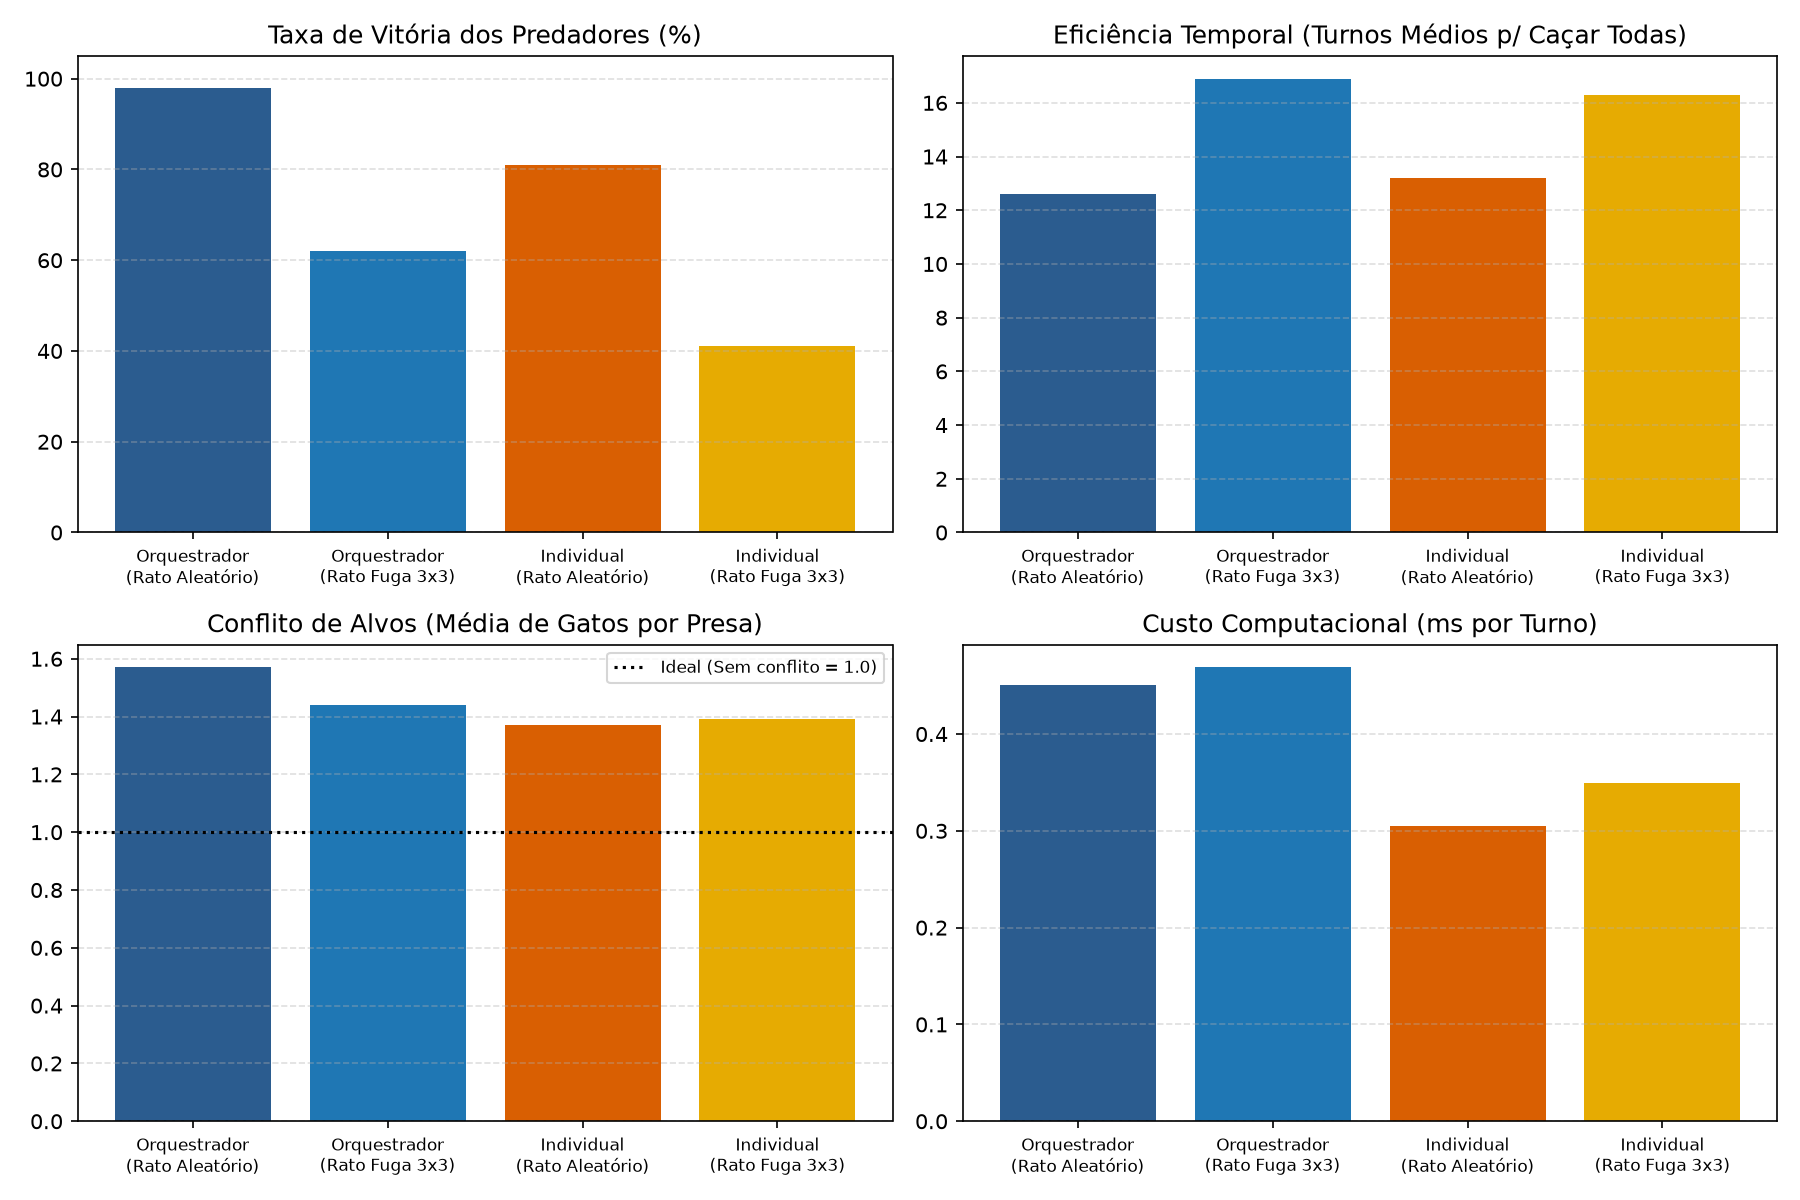 Taxa de Vitória dos Predadores (%)
100
80
60
40
20
0
Orquestrador
(Rato Aleatório)
Orquestrador
(Rato Fuga 3x3)
Individual
(Rato Aleatório)
Individual
(Rato Fuga 3x3)
Eficiência Temporal (Turnos Médios p/ Caçar Todas)
16
14
12
10
8
6
4
2
0
Orquestrador
(Rato Aleatório)
Orquestrador
(Rato Fuga 3x3)
Individual
(Rato Aleatório)
Individual
(Rato Fuga 3x3)
Conflito de Alvos (Média de Gatos por Presa)
Ideal (Sem conflito = 1.0)
1.6
1.4
1.2
1.0
0.8
0.6
0.4
0.2
0.0
Orquestrador
(Rato Aleatório)
Orquestrador
(Rato Fuga 3x3)
Individual
(Rato Aleatório)
Individual
(Rato Fuga 3x3)
Custo Computacional (ms por Turno)
0.4
0.3
0.2
0.1
0.0
Orquestrador
(Rato Aleatório)
Orquestrador
(Rato Fuga 3x3)
Individual
(Rato Aleatório)
Individual
(Rato Fuga 3x3)